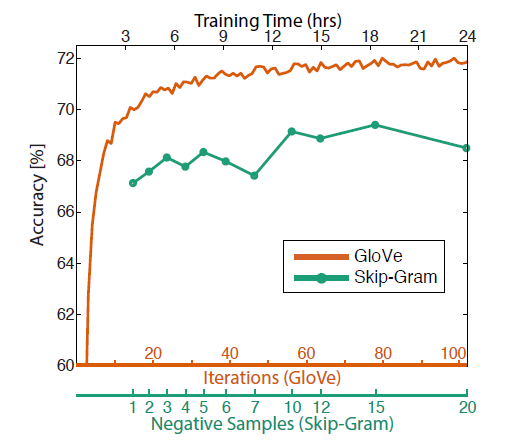 Training Time (hrs)
3 6 9 12 15 18 21 24
72
70
68
66
64
62
60
Accuracy [%]
GloVe
Skip-Gram
20 40 60 80 100
Iterations (GloVe)
1 2 3 4 5 6 7 10 12 15 20
Negative Samples (Skip-Gram)